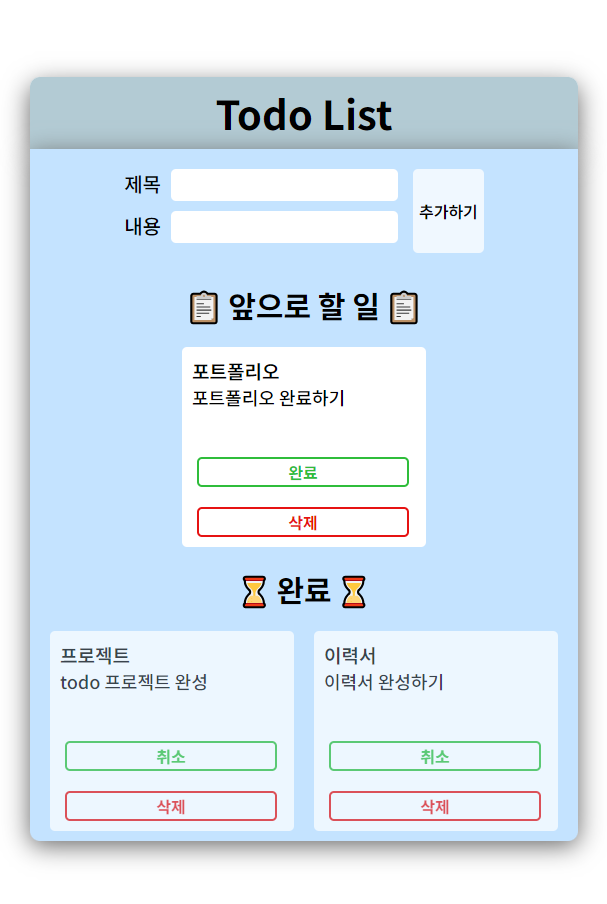 Todo List
제목
내용
추가하기
📋 앞으로 할 일 📋
포트폴리오
포트폴리오 완료하기
완료
삭제
⏳ 완료 ⏳
프로젝트
todo 프로젝트 완성
취소
삭제
이력서
이력서 완성하기
취소
삭제